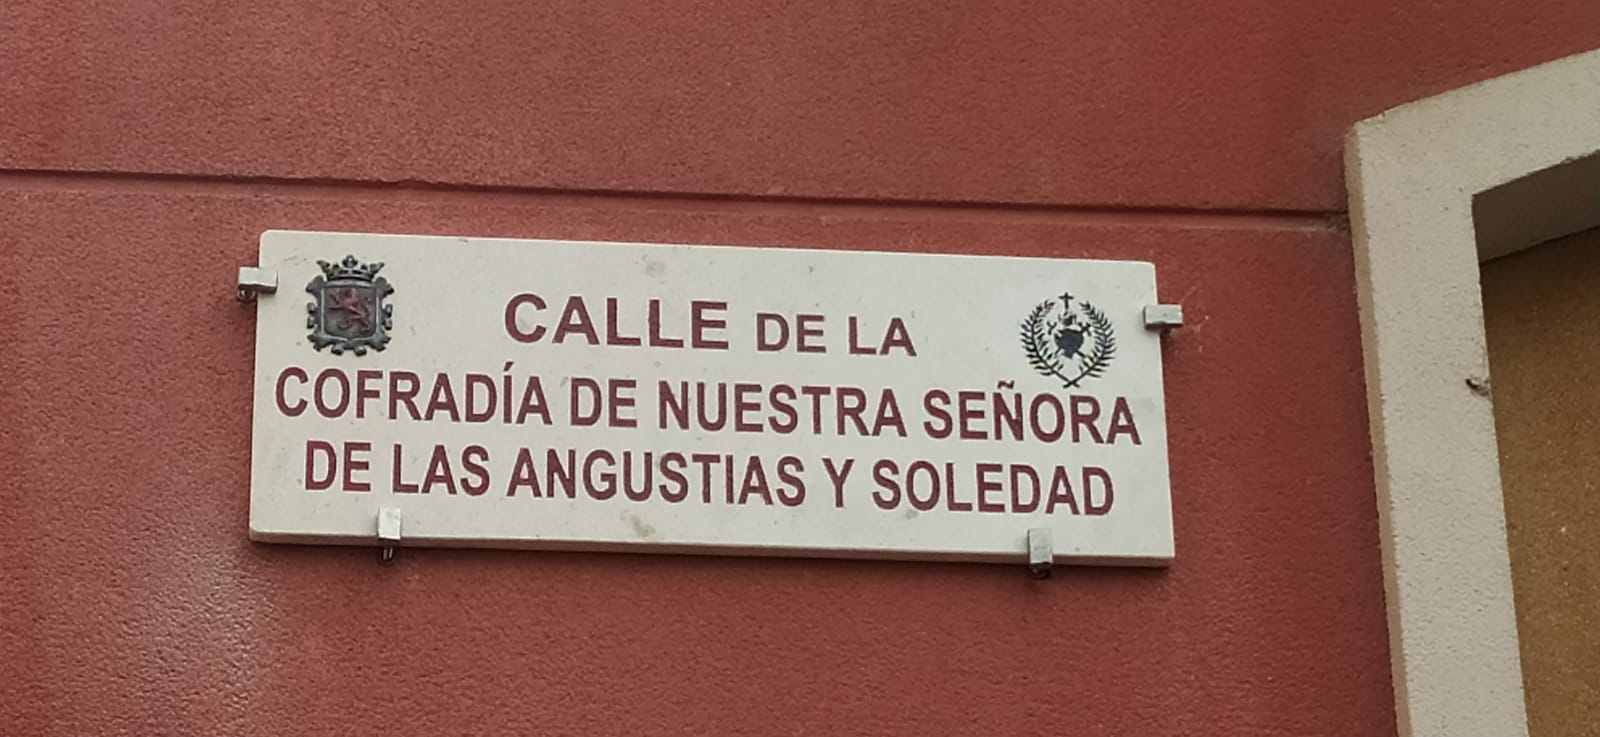 CALLE DE LA
COFRADÍA DE NUESTRA SEÑORA
DE LAS ANGUSTIAS Y SOLEDAD